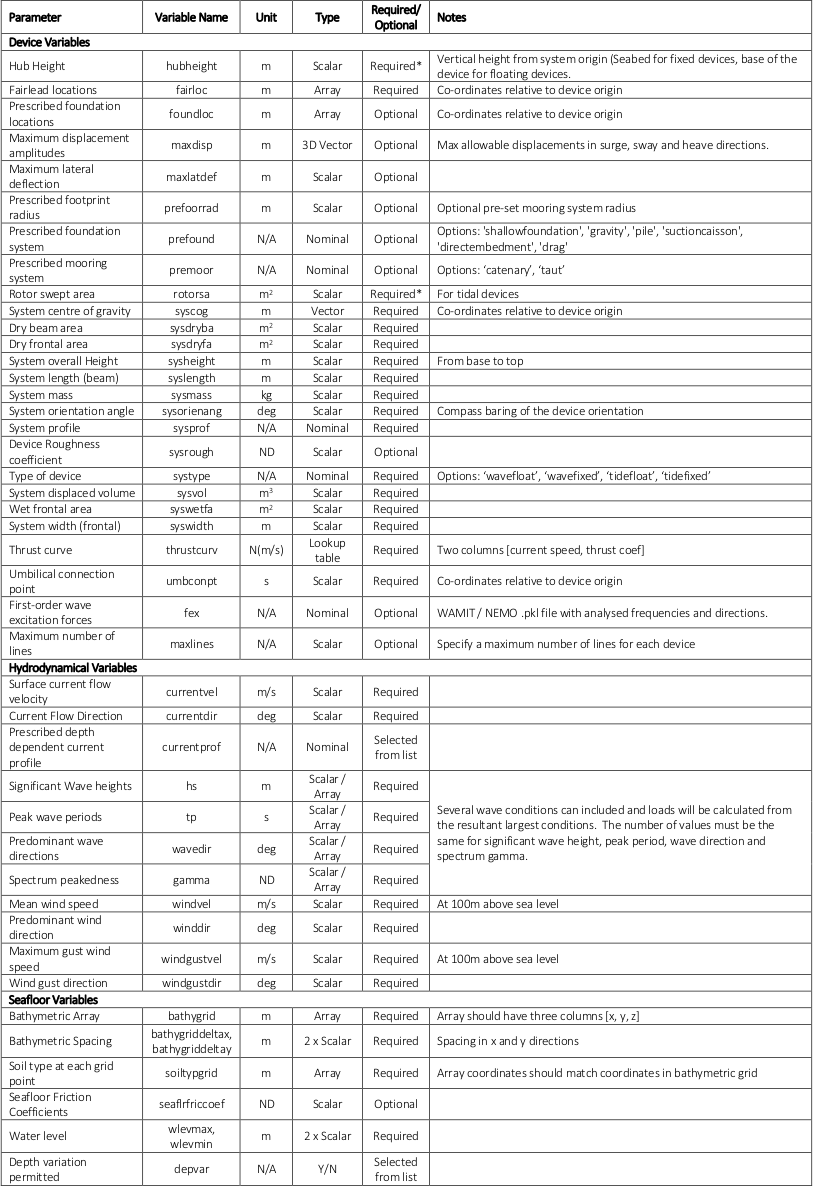 Parameter Variable Name Unit Type Required/ Optional Notes
Device Variables
Hub Height hubheight m Scalar Required* Vertical height from system origin (Seabed for fixed devices, base of the device for floating devices.
Fairlead locations fairloc m Array Required Co-ordinates relative to device origin
Prescribed foundation locations foundloc m Array Optional Co-ordinates relative to device origin
Maximum displacement amplitudes maxdisp m 3D Vector Optional Max allowable displacements in surge, sway and heave directions.
Maximum lateral deflection maxlatdef m Scalar Optional
Prescribed footprint radius prefoorrad m Scalar Optional Optional pre-set mooring system radius
Prescribed foundation system prefound N/A Nominal Optional Options: 'shallowfoundation', 'gravity', 'pile', 'suctioncaisson', 'directembedment', 'drag'
Prescribed mooring system premoor N/A Nominal Optional Options: ‘catenary’, ‘taut’
Rotor swept area rotorsa m² Scalar Required* For tidal devices
System centre of gravity syscog m Vector Required Co-ordinates relative to device origin
Dry beam area sysdryba m² Scalar Required
Dry frontal area sysdryfa m² Scalar Required
System overall Height sysheight m Scalar Required From base to top
System length (beam) syslength m Scalar Required
System mass sysmass kg Scalar Required
System orientation angle sysorienang deg Scalar Required Compass baring of the device orientation
System profile sysprof N/A Nominal Required
Device Roughness coefficient sysrough ND Scalar Optional
Type of device systype N/A Nominal Required Options: ‘wavefloat’, ‘wavefixed’, ‘tidefloat’, ‘tidefixed’
System displaced volume sysvol m³ Scalar Required
Wet frontal area syswetfa m² Scalar Required
System width (frontal) syswidth m Scalar Required
Thrust curve thrustcurv N(m/s) Lookup table Required Two columns [current speed, thrust coef]
Umbilical connection point umbconpt s Scalar Required Co-ordinates relative to device origin
First-order wave excitation forces fex N/A Nominal Optional WAMIT / NEMO .pkl file with analysed frequencies and directions.
Maximum number of lines maxlines N/A Scalar Optional Specify a maximum number of lines for each device
Hydrodynamical Variables
Surface current flow velocity currentvel m/s Scalar Required
Current Flow Direction currentdir deg Scalar Required
Prescribed depth dependent current profile currentprof N/A Nominal Selected from list
Significant Wave heights hs m Scalar / Array Required
Peak wave periods tp s Scalar / Array Required
Predominant wave directions wavedir deg Scalar / Array Required
Spectrum peakedness gamma ND Scalar / Array Required
Several wave conditions can included and loads will be calculated from the resultant largest conditions. The number of values must be the same for significant wave height, peak period, wave direction and spectrum gamma.
Mean wind speed windvel m/s Scalar Required At 100m above sea level
Predominant wind direction winddir deg Scalar Required
Maximum gust wind speed windgustvel m/s Scalar Required At 100m above sea level
Wind gust direction windgustdir deg Scalar Required
Seafloor Variables
Bathymetric Array bathygrid m Array Required Array should have three columns [x, y, z]
Bathymetric Spacing bathygriddeltax, bathygriddeltay m 2 x Scalar Required Spacing in x and y directions
Soil type at each grid point soiltypgrid m Array Required Array coordinates should match coordinates in bathymetric grid
Seafloor Friction Coefficients seaflrfriccoef ND Scalar Optional
Water level wlevmax, wlevmin m 2 x Scalar Required
Depth variation permitted depvar N/A Y/N Selected from list